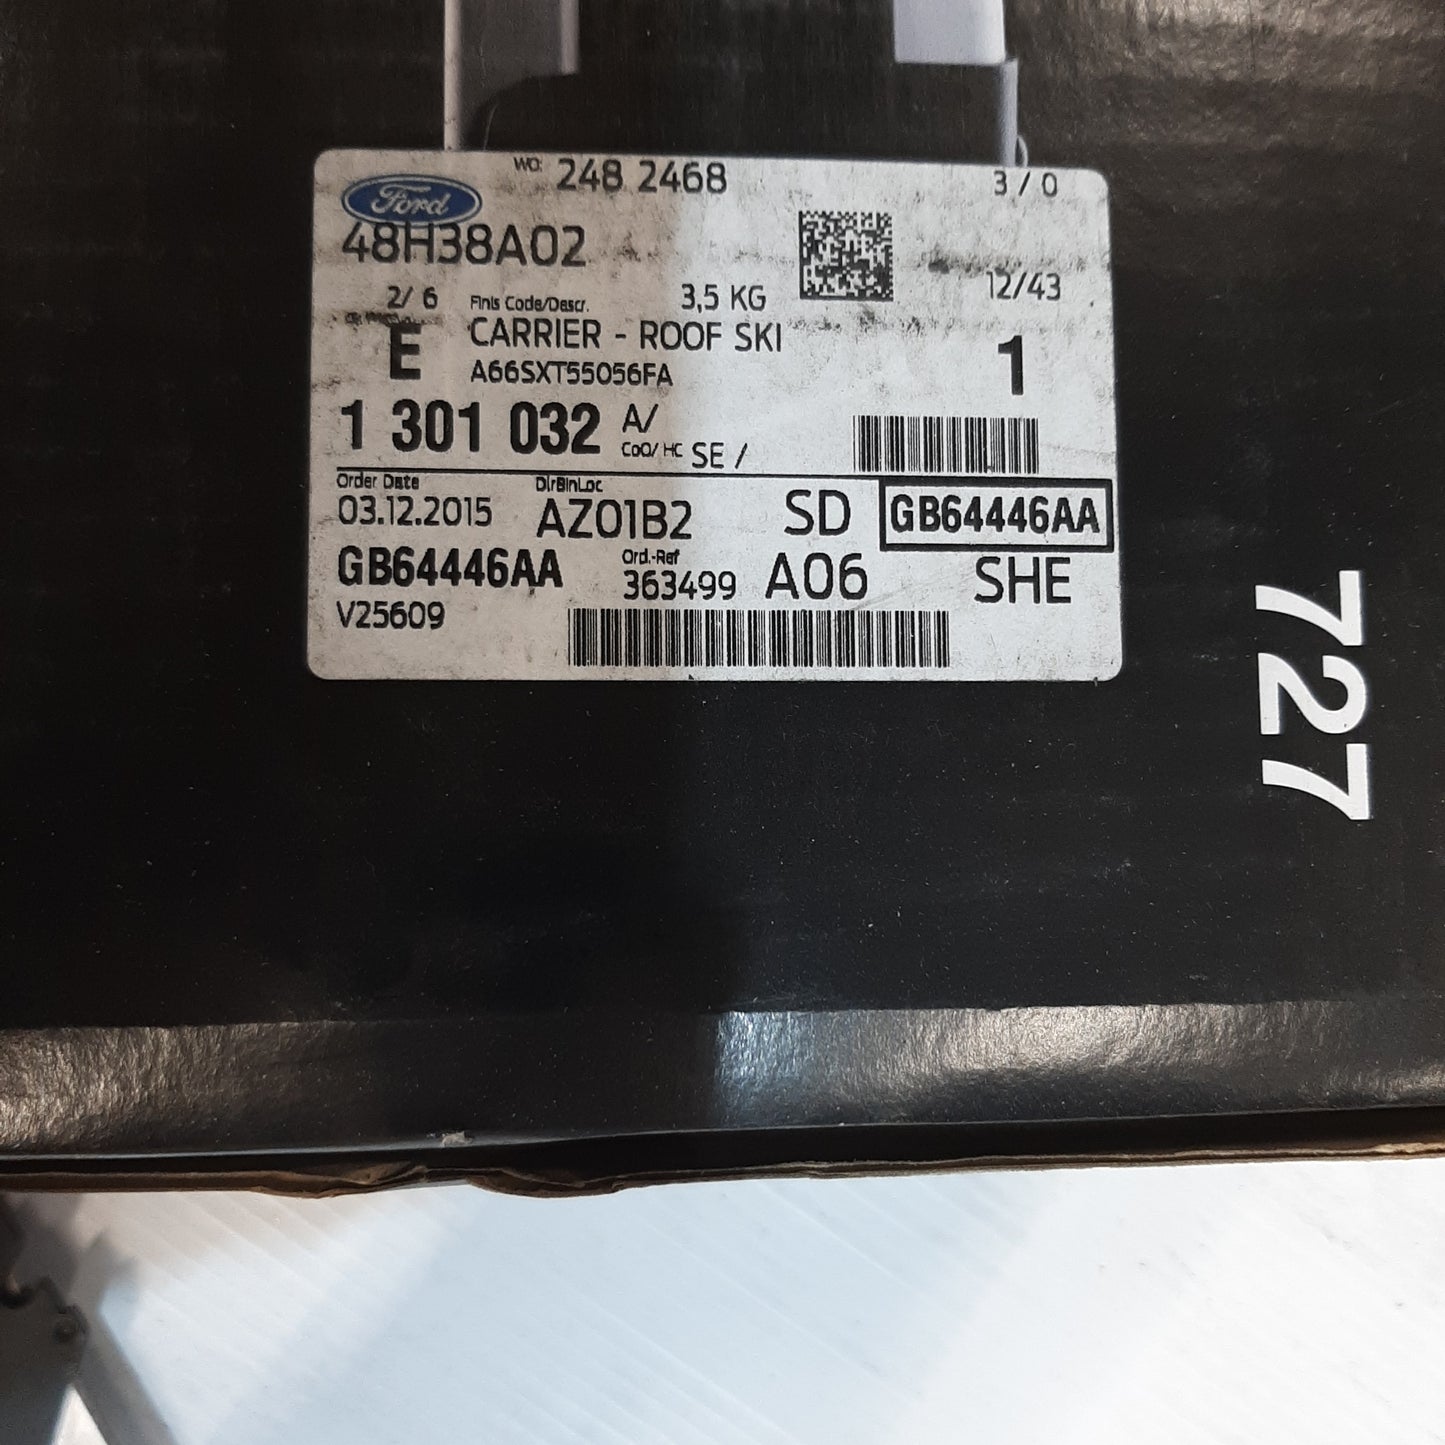 WO: 248 2468
3 / 0
Ford
48H38A02
2/ 6
Finis Code/Descr.
3,5 KG
12/43
E
CARRIER - ROOF SKI
A66SXT55056FA
1
1 301 032
A/
CoO/ HC SE /
Order Date
DlrBinLoc
03.12.2015
AZ01B2
SD
GB64446AA
GB64446AA
Ord.-Ref
363499
A06
SHE
V25609
727